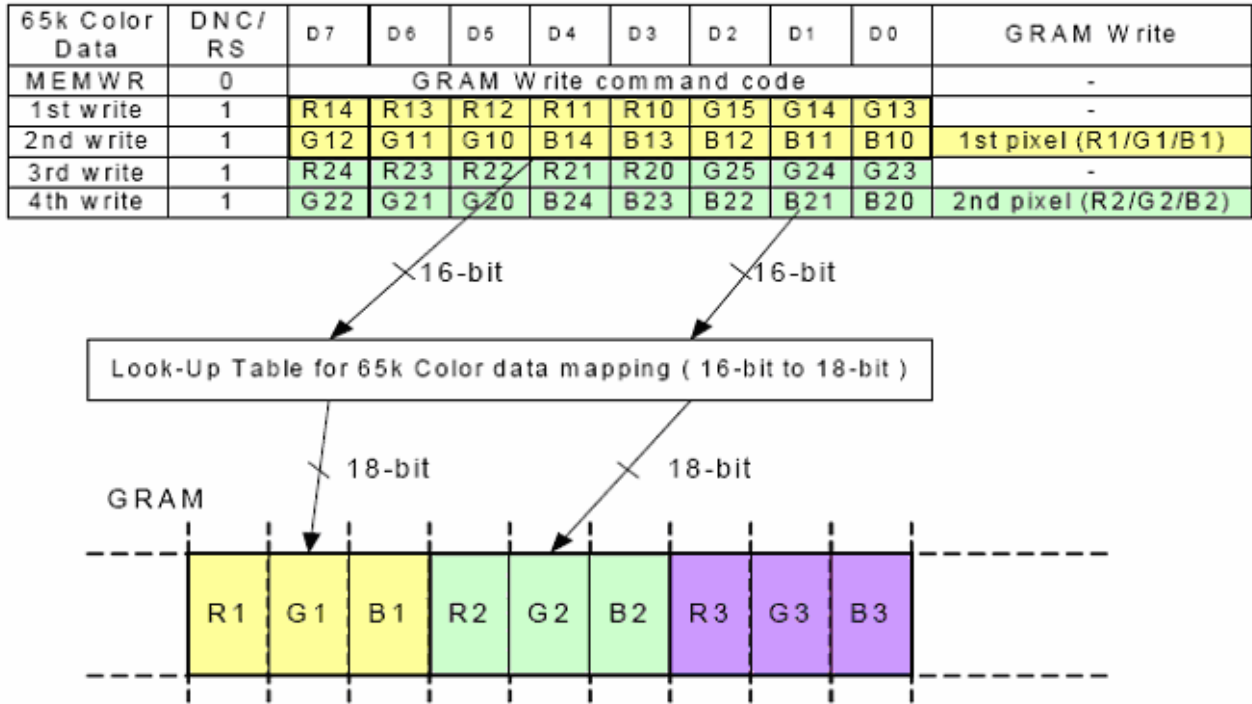 65k Color Data DNC/RS D7 D6 D5 D4 D3 D2 D1 D0 GRAM Write
MEMWR 0 GRAM Write command code -
1st write 1 R14 R13 R12 R11 R10 G15 G14 G13 -
2nd write 1 G12 G11 G10 B14 B13 B12 B11 B10 1st pixel (R1/G1/B1)
3rd write 1 R24 R23 R22 R21 R20 G25 G24 G23 -
4th write 1 G22 G21 G20 B24 B23 B22 B21 B20 2nd pixel (R2/G2/B2)
16-bit 16-bit
Look-Up Table for 65k Color data mapping ( 16-bit to 18-bit )
18-bit 18-bit
GRAM
R1 G1 B1 R2 G2 B2 R3 G3 B3